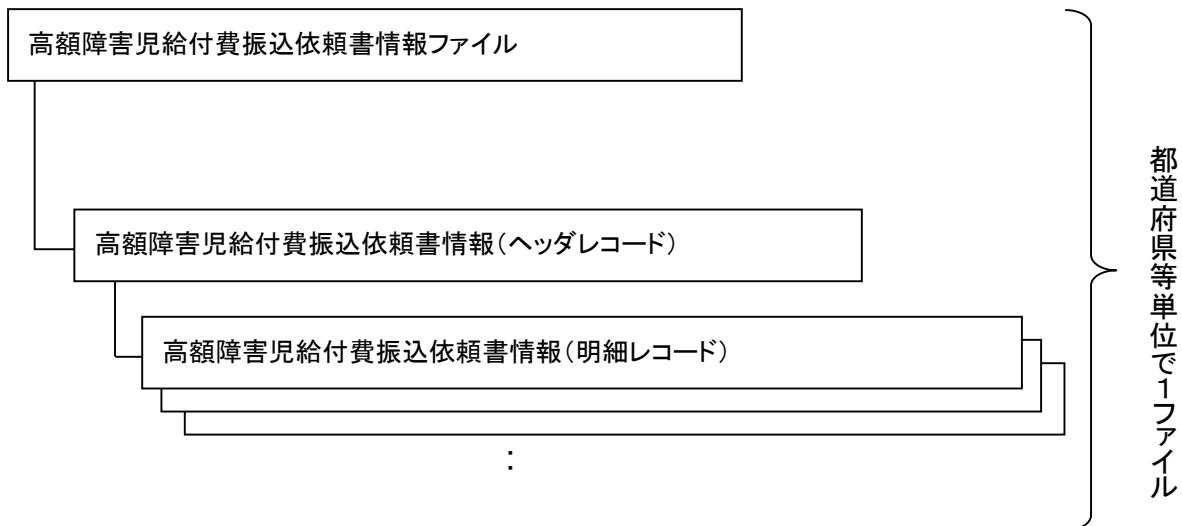 高額障害児給付費振込依頼書情報ファイル
高額障害児給付費振込依頼書情報(ヘッダレコード)
高額障害児給付費振込依頼書情報(明細レコード)
:
都道府県等単位で1ファイル